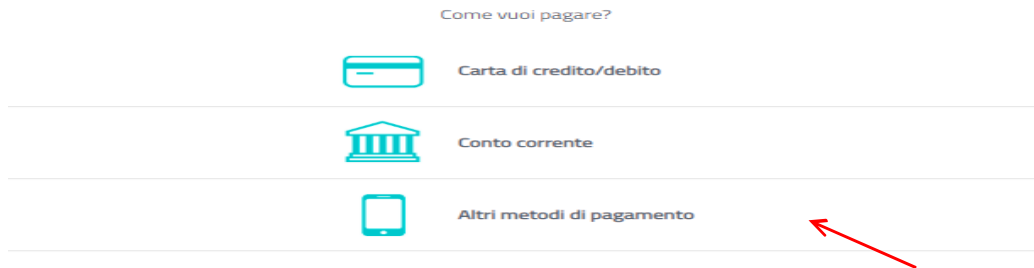 Come vuoi pagare?
Carta di credito/debito
Conto corrente
Altri metodi di pagamento